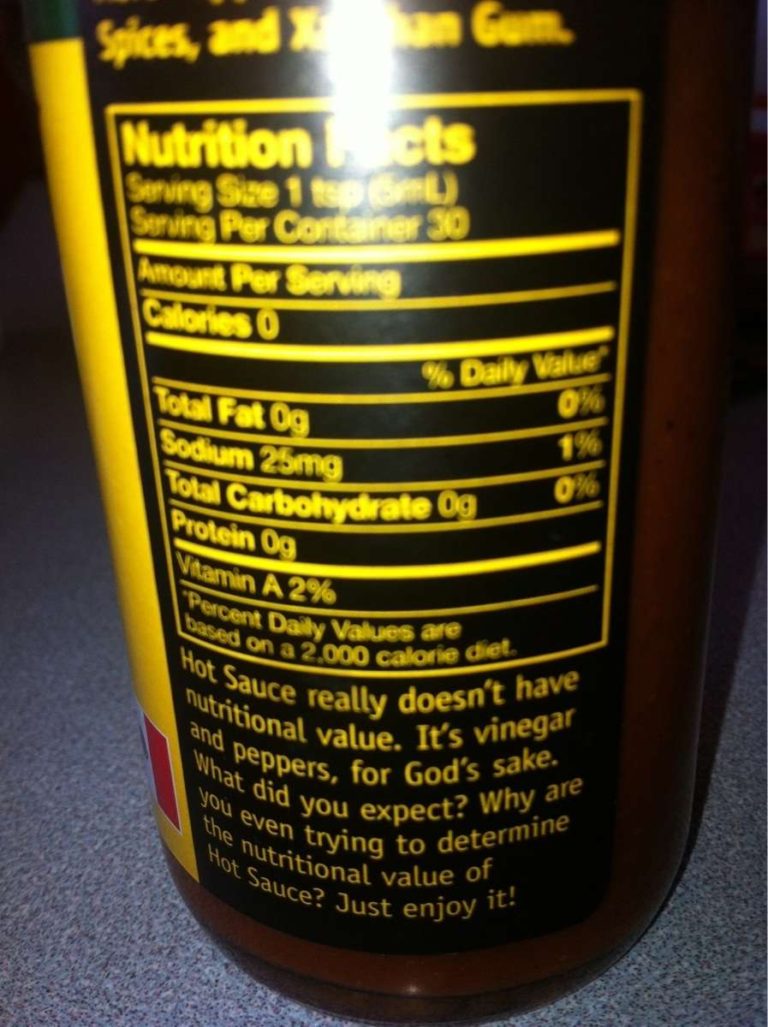 Spices, and Gum.
Nutrition
Serving Size 1 tsp (5mL)
Serving Per Container 30
Amount Per Serving
Calories 0
% Daily Value*
Total Fat 0g 0%
Sodium 25mg 1%
Total Carbohydrate 0g 0%
Protein 0g
Vitamin A 2%
*Percent Daily Values are
based on a 2,000 calorie diet.
Hot Sauce really doesn't have
nutritional value. It's vinegar
and peppers, for God's sake.
What did you expect? Why are
you even trying to determine
the nutritional value of
Hot Sauce? Just enjoy it!